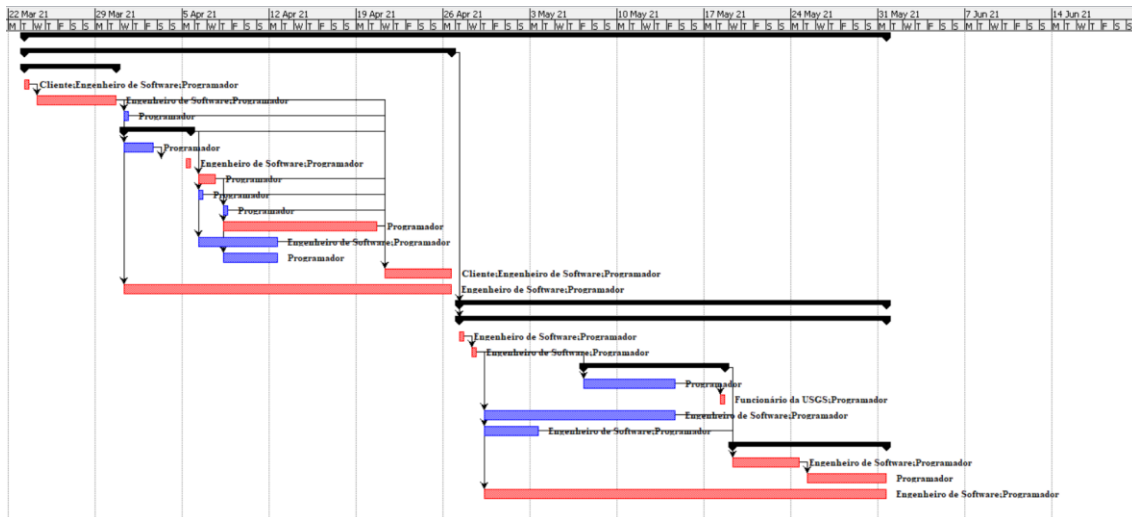 22 Mar 21 29 Mar 21 5 Apr 21 12 Apr 21 19 Apr 21 26 Apr 21 3 May 21 10 May 21 17 May 21 24 May 21 31 May 21 7 Jun 21 14 Jun 21
M T W T F S S M T W T F S S M T W T F S S M T W T F S S M T W T F S S M T W T F S S M T W T F S S M T W T F S S M T W T F S S M T W T F S S M T W T F S S M T W T F S S M T W T F S S
Cliente;Engenheiro de Software;Programador
Engenheiro de Software;Programador
Programador
Programador
Engenheiro de Software;Programador
Programador
Programador
Programador
Programador
Engenheiro de Software;Programador
Programador
Cliente;Engenheiro de Software;Programador
Engenheiro de Software;Programador
Engenheiro de Software;Programador
Engenheiro de Software;Programador
Programador
Funcionário da USGS;Programador
Engenheiro de Software;Programador
Engenheiro de Software;Programador
Engenheiro de Software;Programador
Programador
Engenheiro de Software;Programador